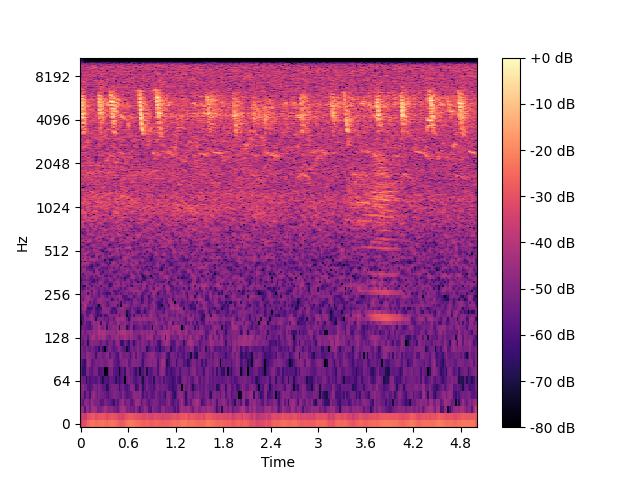 8192
4096
2048
1024
512
256
128
64
0
Hz
0
0.6
1.2
1.8
2.4
3
3.6
4.2
4.8
Time
+0 dB
-10 dB
-20 dB
-30 dB
-40 dB
-50 dB
-60 dB
-70 dB
-80 dB